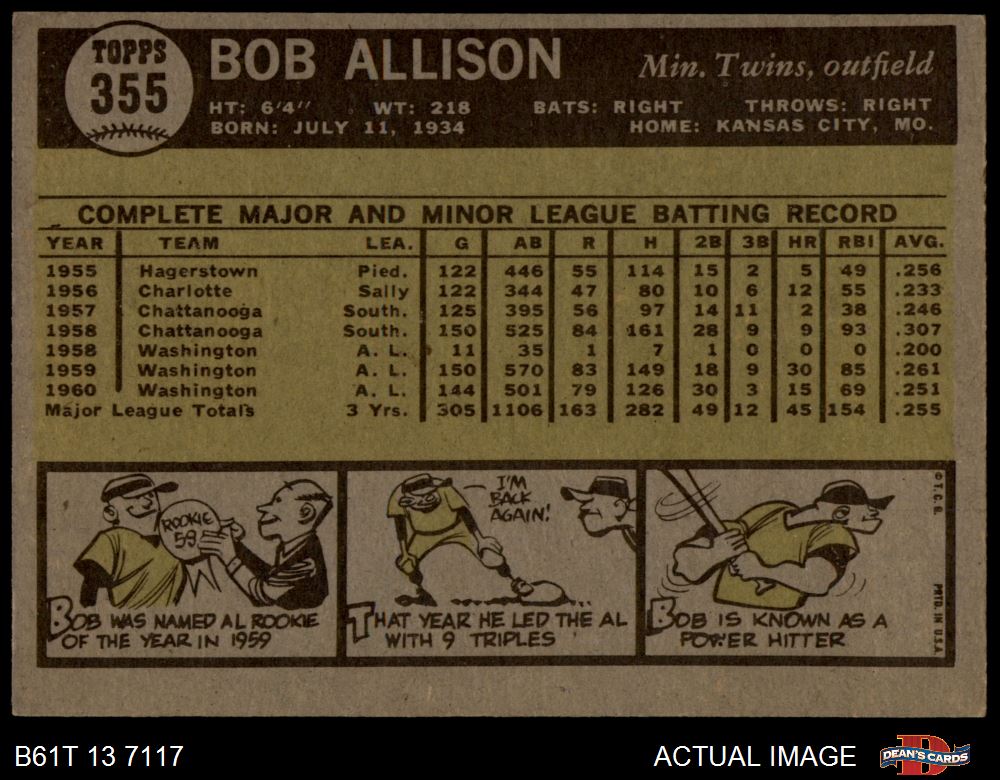 TOPPS
355
BOB ALLISON
Min. Twins, outfield
HT: 6'4" WT: 218 BATS: RIGHT THROWS: RIGHT
BORN: JULY 11, 1934 HOME: KANSAS CITY, MO.
COMPLETE MAJOR AND MINOR LEAGUE BATTING RECORD
YEAR TEAM LEA. G AB R H 2B 3B HR RBI AVG.
1955 Hagerstown Pied. 122 446 55 114 15 2 5 49 .256
1956 Charlotte Sally 122 344 47 80 10 6 12 55 .233
1957 Chattanooga South. 125 395 56 97 14 11 2 38 .246
1958 Chattanooga South. 150 525 84 161 28 9 9 93 .307
1958 Washington A. L. 11 35 1 7 1 0 0 0 .200
1959 Washington A. L. 150 570 83 149 18 9 30 85 .261
1960 Washington A. L. 144 501 79 126 30 3 15 69 .251
Major League Totals 3 Yrs. 305 1106 163 282 49 12 45 154 .255
ROOKIE
59
BOB WAS NAMED AL ROOKIE
OF THE YEAR IN 1959
I'M
BACK
AGAIN!
THAT YEAR HE LED THE AL
WITH 9 TRIPLES
BOB IS KNOWN AS A
POWER HITTER
© T. C. G.
PRTD. IN U.S.A.
B61T 13 7117
ACTUAL IMAGE
DEAN'S CARDS